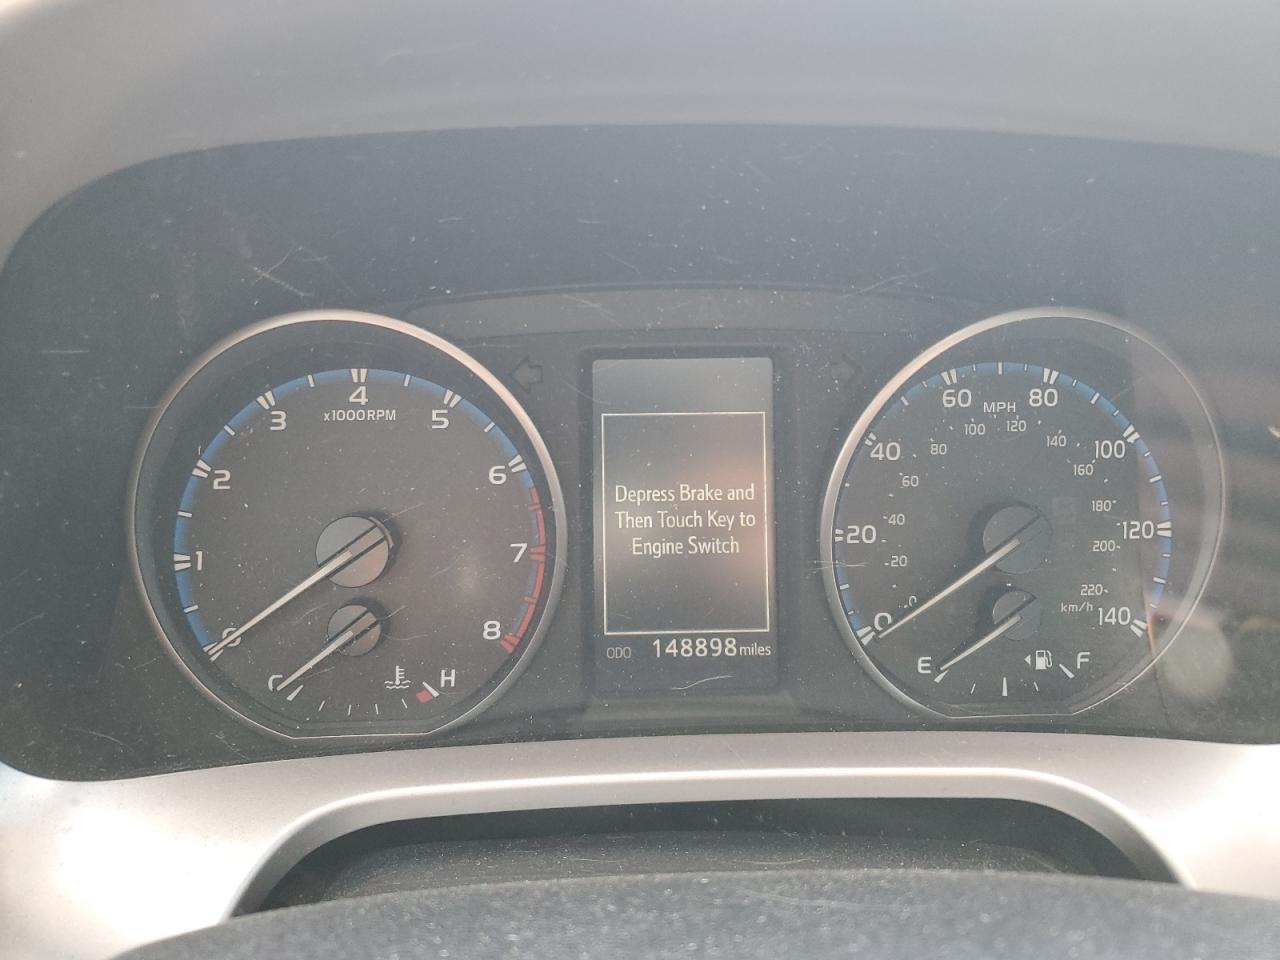 4
3
5
x1000RPM
2
6
1
7
0
8
C
H
Depress Brake and
Then Touch Key to
Engine Switch
ODO 148898 miles
60 MPH 80
100 120
80 140
40 100
60 160
40 180
20 120
20 200
0 220
km/h
0 140
E F